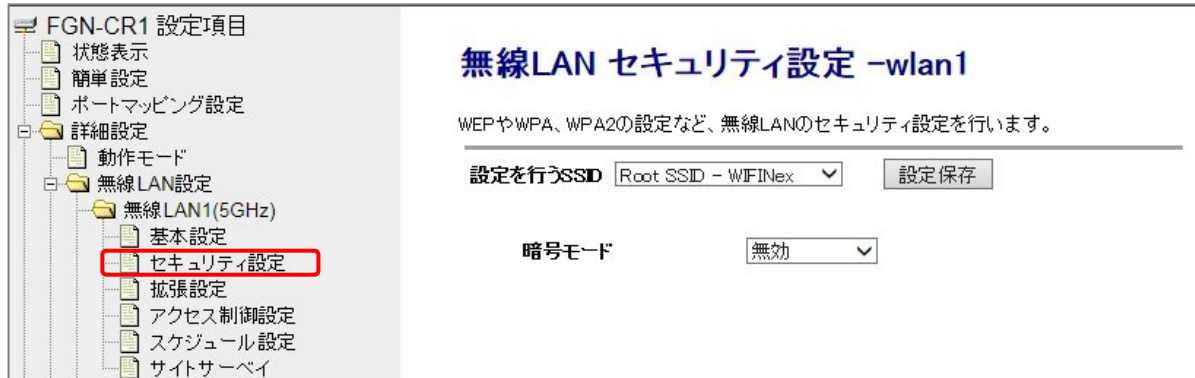 FGN-CR1 設定項目
状態表示
簡単設定
ポートマッピング設定
詳細設定
動作モード
無線LAN設定
無線LAN1(5GHz)
基本設定
セキュリティ設定
拡張設定
アクセス制御設定
スケジュール設定
サイトサーベイ
無線LAN セキュリティ設定 -wlan1
WEPやWPA、WPA2の設定など、無線LANのセキュリティ設定を行います。
設定を行うSSID Root SSID - WIFINex 設定保存
暗号モード 無効